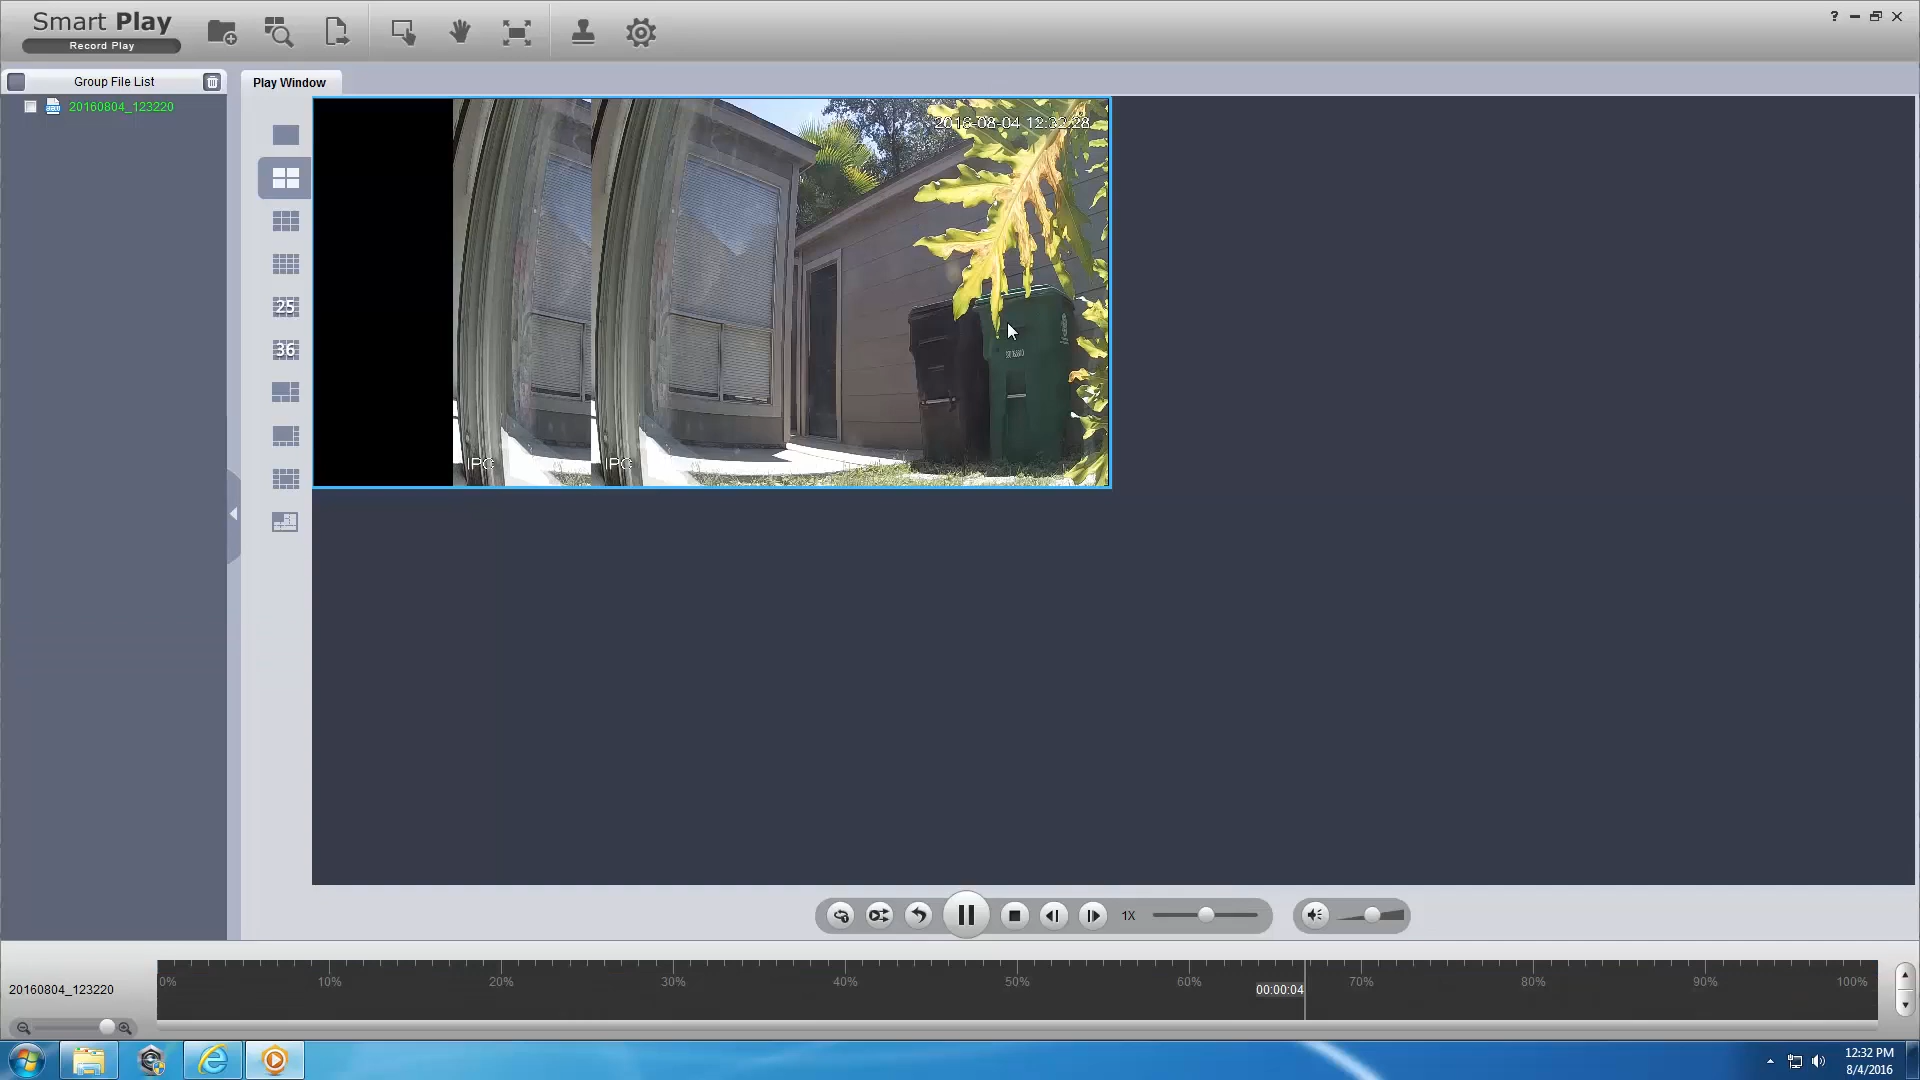 Smart Play
Record Play
?
Group File List
20160804_123220
Play Window
25
36
2016-08-04 12:32:28
IPC
IPC
1X
20160804_123220
0%
10%
20%
30%
40%
50%
60%
00:00:04
70%
80%
90%
100%
12:32 PM
8/4/2016